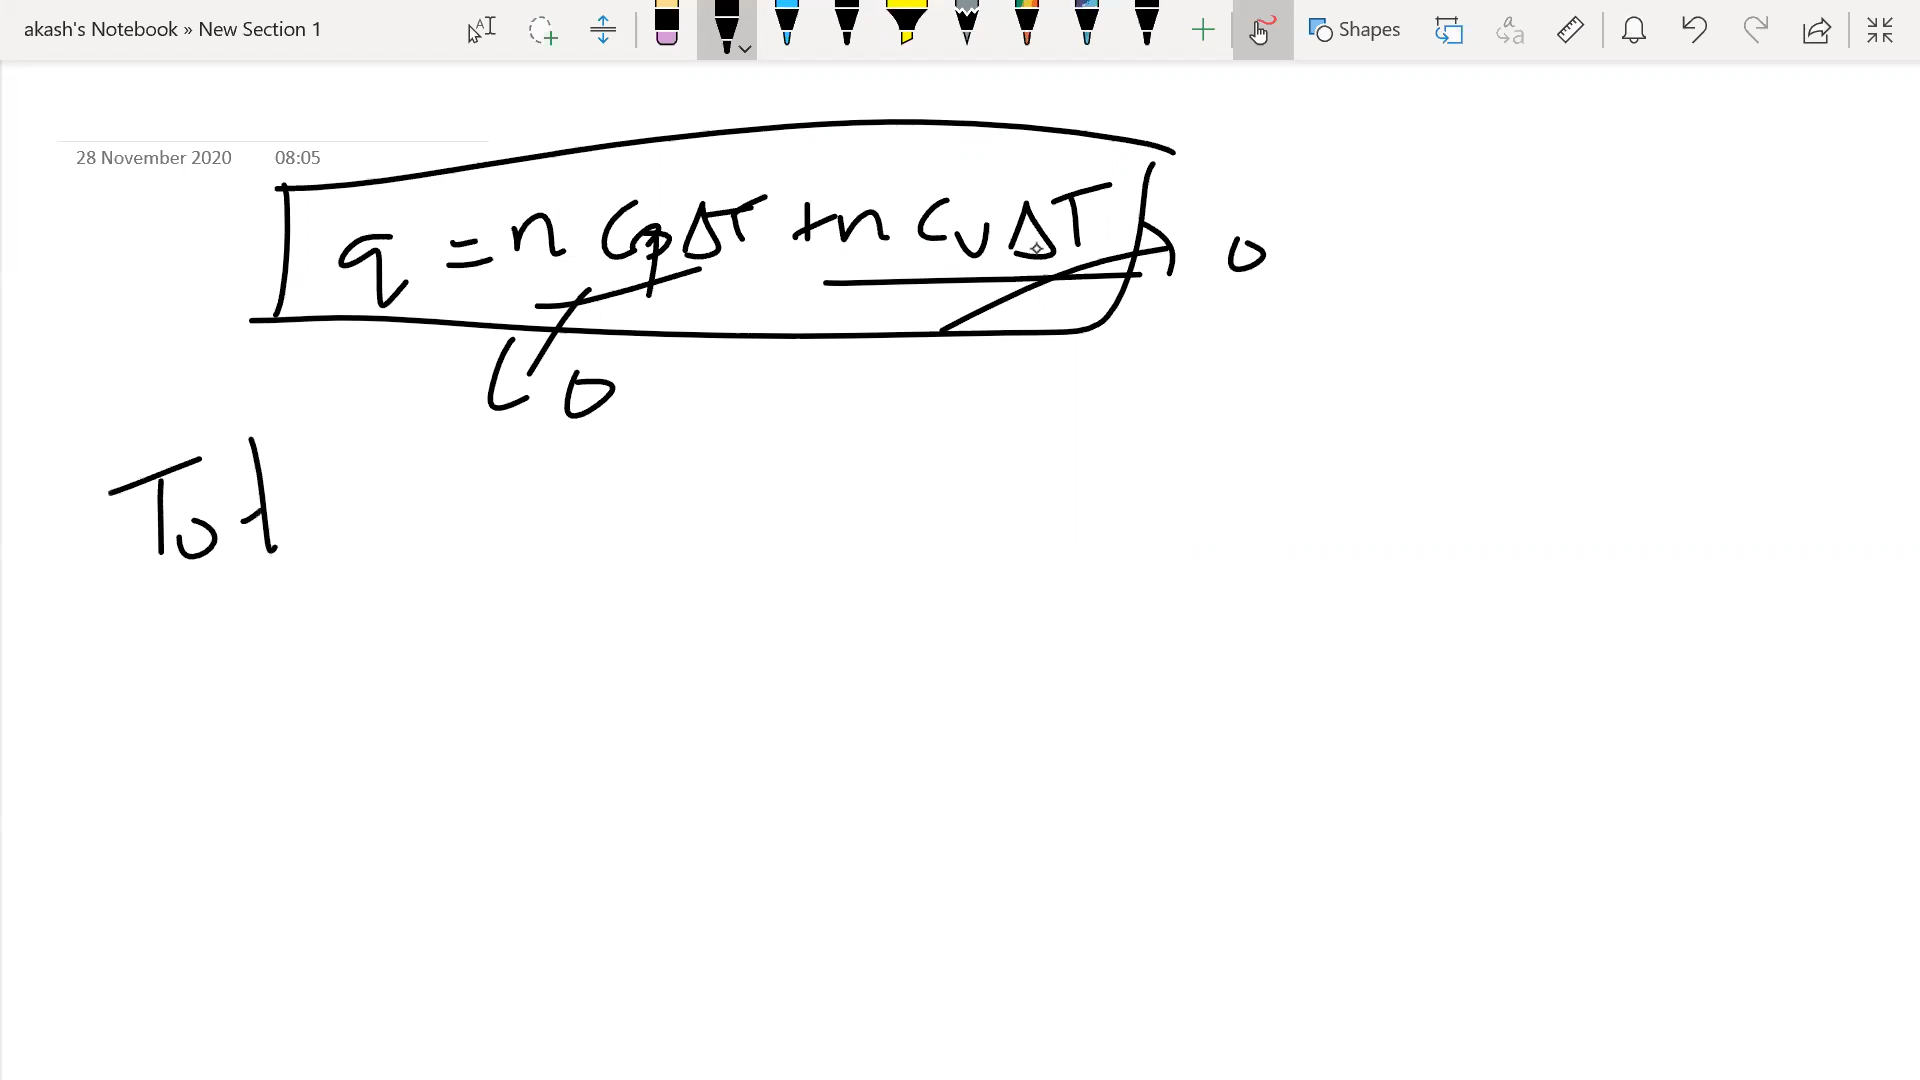 akash's Notebook » New Section 1
Shapes
28 November 2020 08:05
q = n Cp ΔT + n Cv ΔT
0
0
Tot